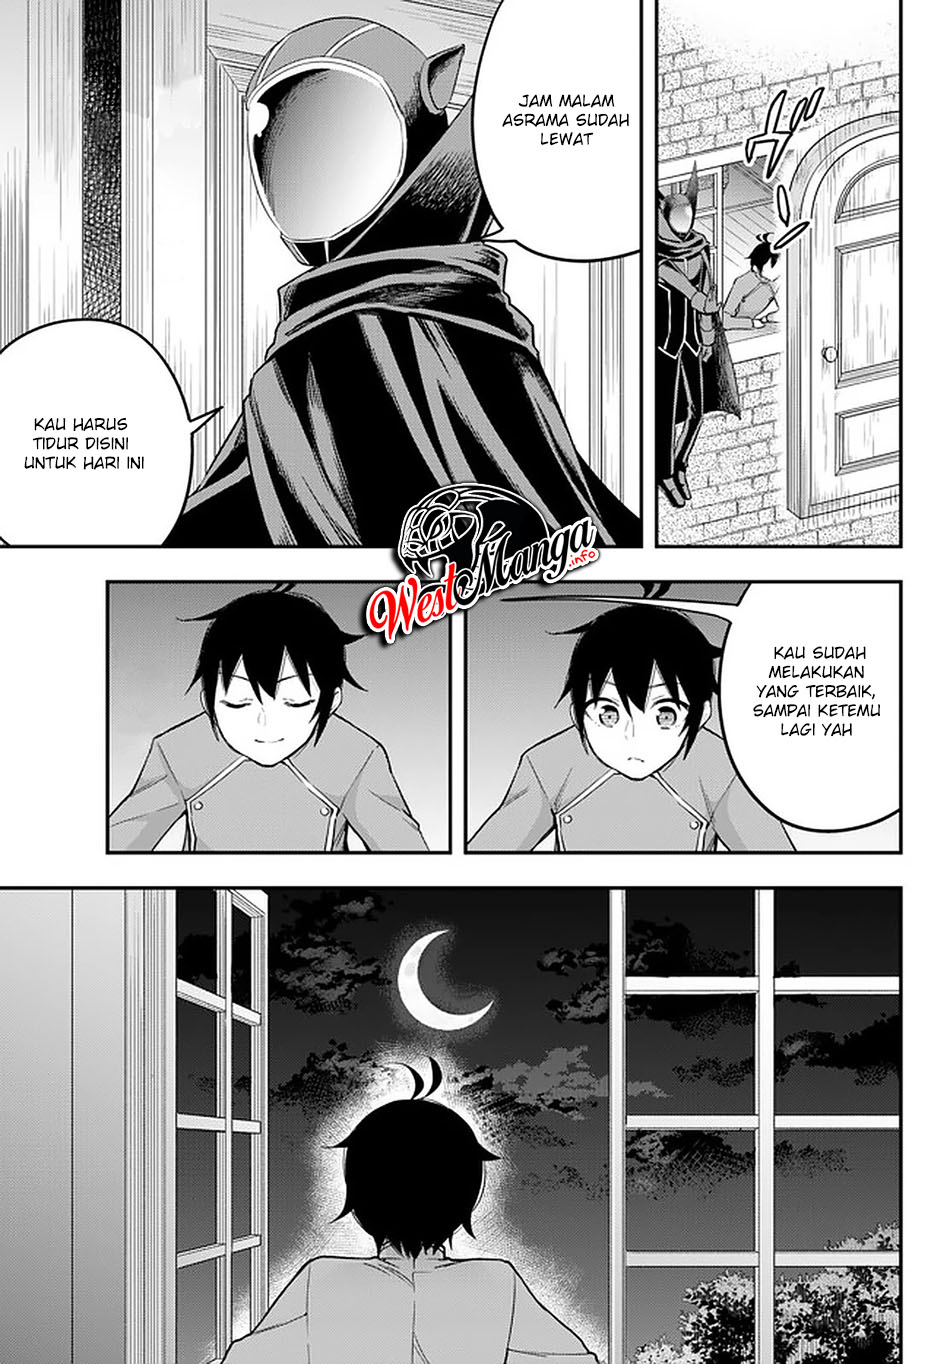 JAM MALAM
ASRAMA SUDAH
LEWAT
KAU HARUS
TIDUR DISINI
UNTUK HARI INI
WestManga
.info
KAU SUDAH
MELAKUKAN
YANG TERBAIK,
SAMPAI KETEMU
LAGI YAH